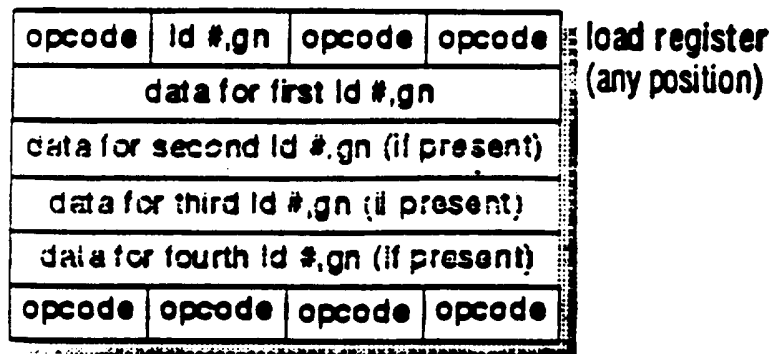 opcode ld #,gn opcode opcode
load register
(any position)
data for first ld #,gn
data for second ld #,gn (if present)
data for third ld #,gn (if present)
data for fourth ld #,gn (if present)
opcode opcode opcode opcode